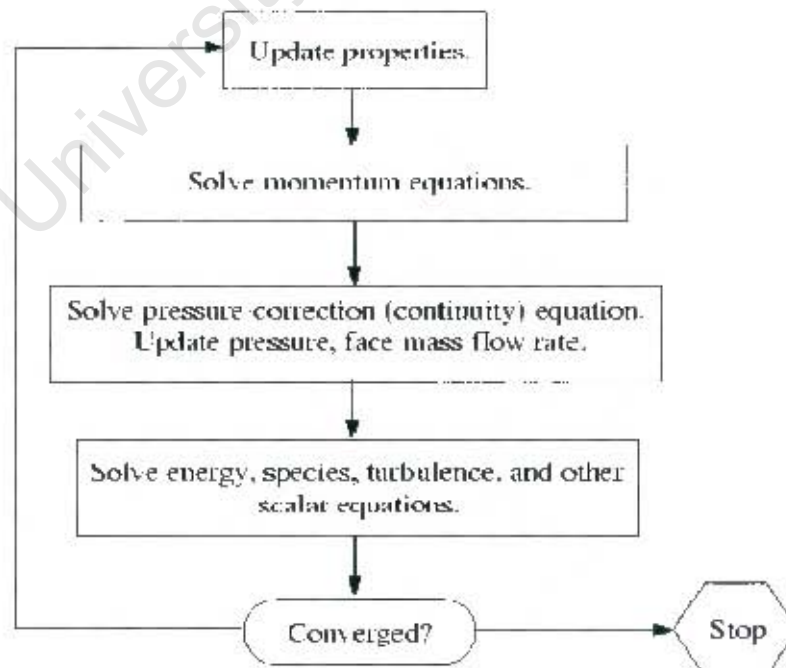 University
Update properties.
Solve momentum equations.
Solve pressure correction (continuity) equation.
Update pressure, face mass flow rate.
Solve energy, species, turbulence, and other
scalar equations.
Converged?
Stop